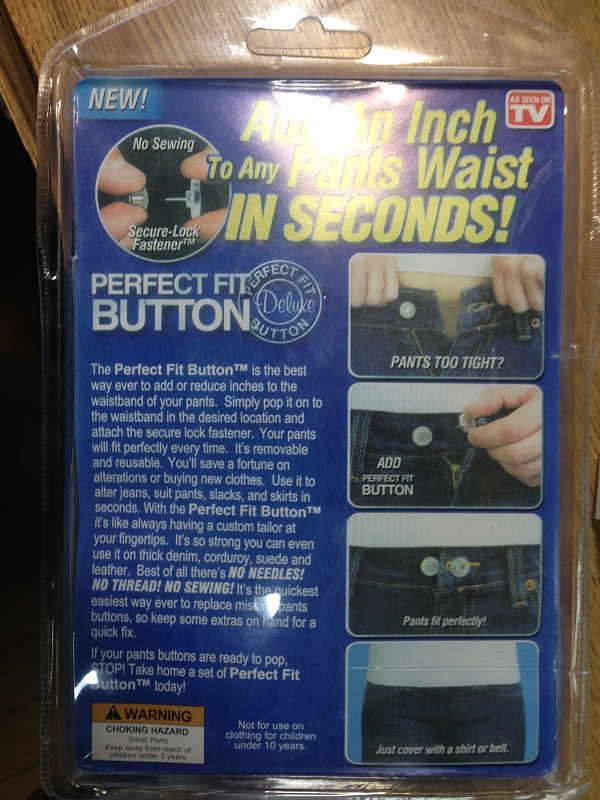 NEW!
AS SEEN ON
TV
Add An Inch
To Any Pants Waist
IN SECONDS!
No Sewing
Secure-Lock
Fastener™
PERFECT FIT
BUTTON
PERFECT FIT
Deluxe
BUTTON
The Perfect Fit Button™ is the best
way ever to add or reduce inches to the
waistband of your pants. Simply pop it on to
the waistband in the desired location and
attach the secure lock fastener. Your pants
will fit perfectly every time. It's removable
and reusable. You'll save a fortune on
alterations or buying new clothes. Use it to
alter jeans, suit pants, slacks, and skirts in
seconds. With the Perfect Fit Button™
it's like always having a custom tailor at
your fingertips. It's so strong you can even
use it on thick denim, corduroy, suede and
leather. Best of all there's NO NEEDLES!
NO THREAD! NO SEWING! It's the quickest
easiest way ever to replace missing pants
buttons, so keep some extras on hand for a
quick fix.
If your pants buttons are ready to pop,
STOP! Take home a set of Perfect Fit
Button™ today!
WARNING
CHOKING HAZARD
Small Parts
Keep away from reach of
children under 3 years
Not for use on
clothing for children
under 10 years.
PANTS TOO TIGHT?
ADD
PERFECT FIT
BUTTON
Pants fit perfectly!
Just cover with a shirt or belt.